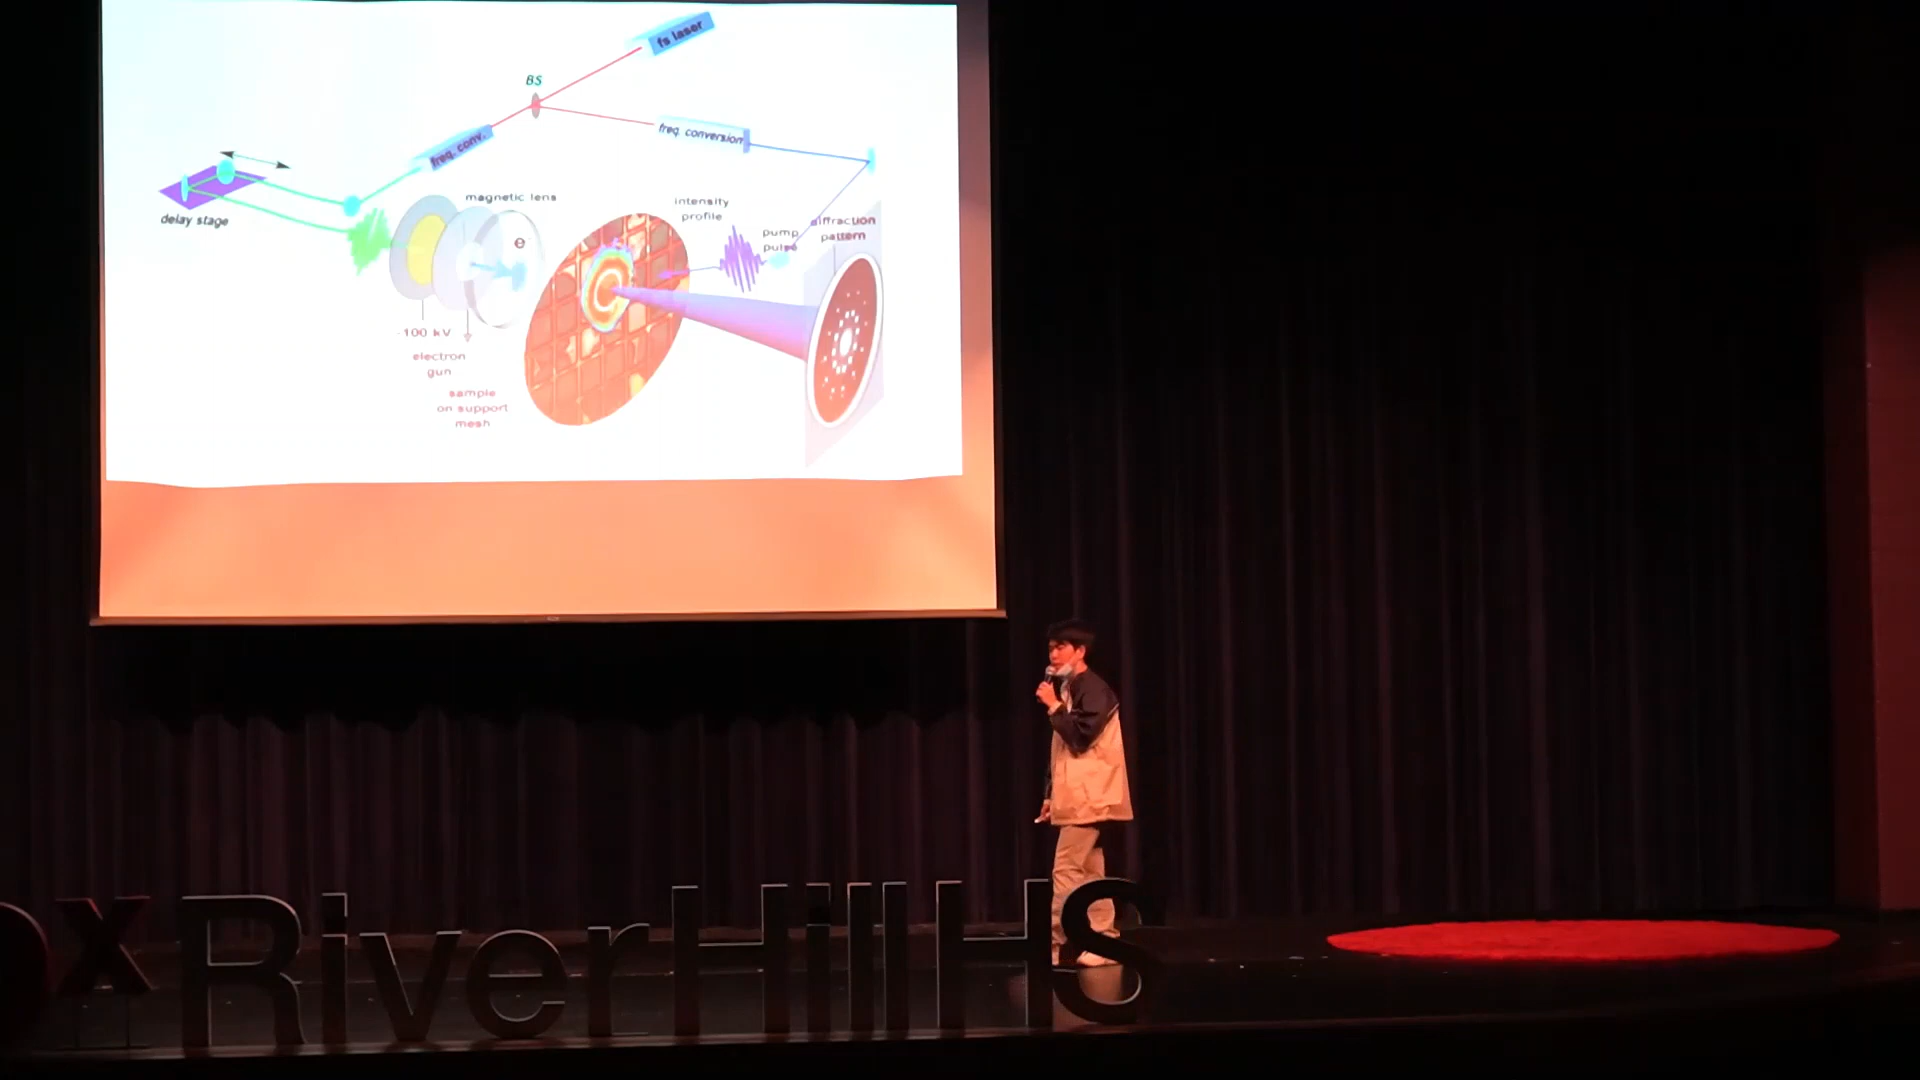 fs laser
BS
freq. conv.
freq. conversion
delay stage
magnetic lens
e
intensity
profile
pump
pulse
diffraction
pattern
-100 kV
electron
gun
sample
on support
mesh
x RiverHillHS